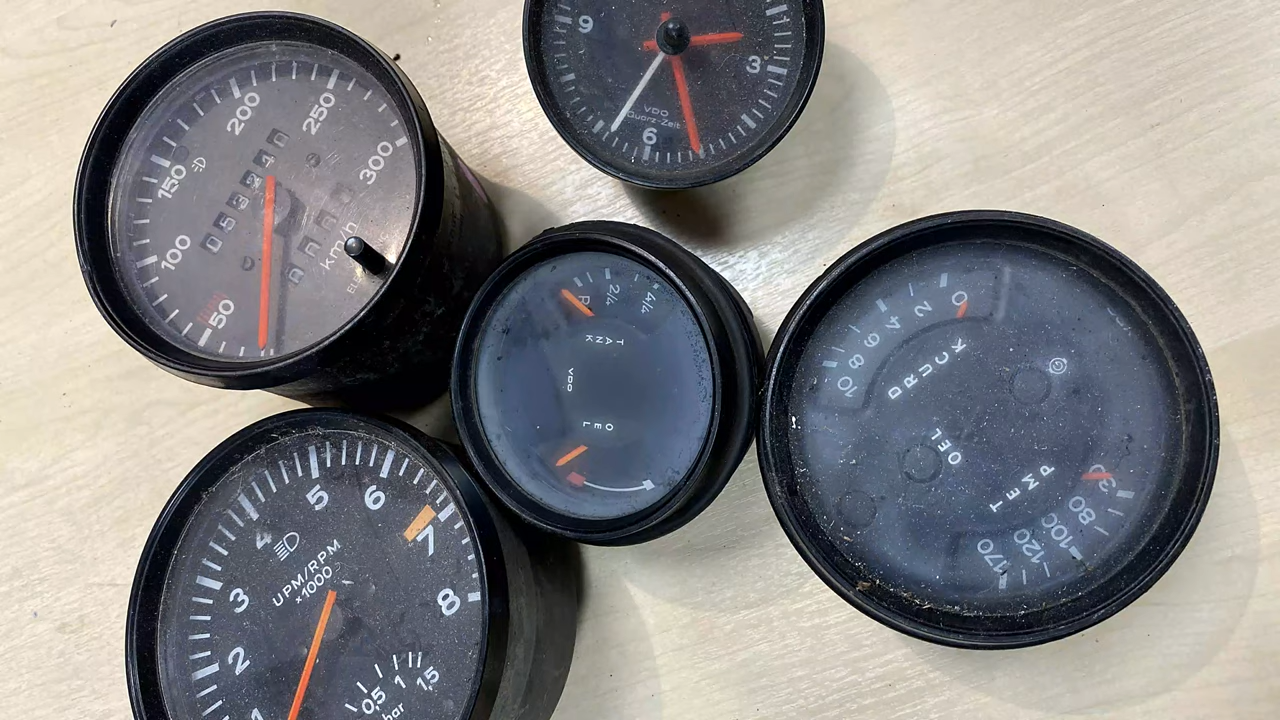 50
100
150
200
250
300
km/h
9
3
6
VDO
Quarz-Zeit
R
2/4
4/4
TANK
VDO
OEL
10
8
6
4
2
0
DRUCK
OEL
TEMP
80
100
120
170
1
2
3
4
5
6
7
8
UPM/RPM
x1000
0,5
1
1,5
bar